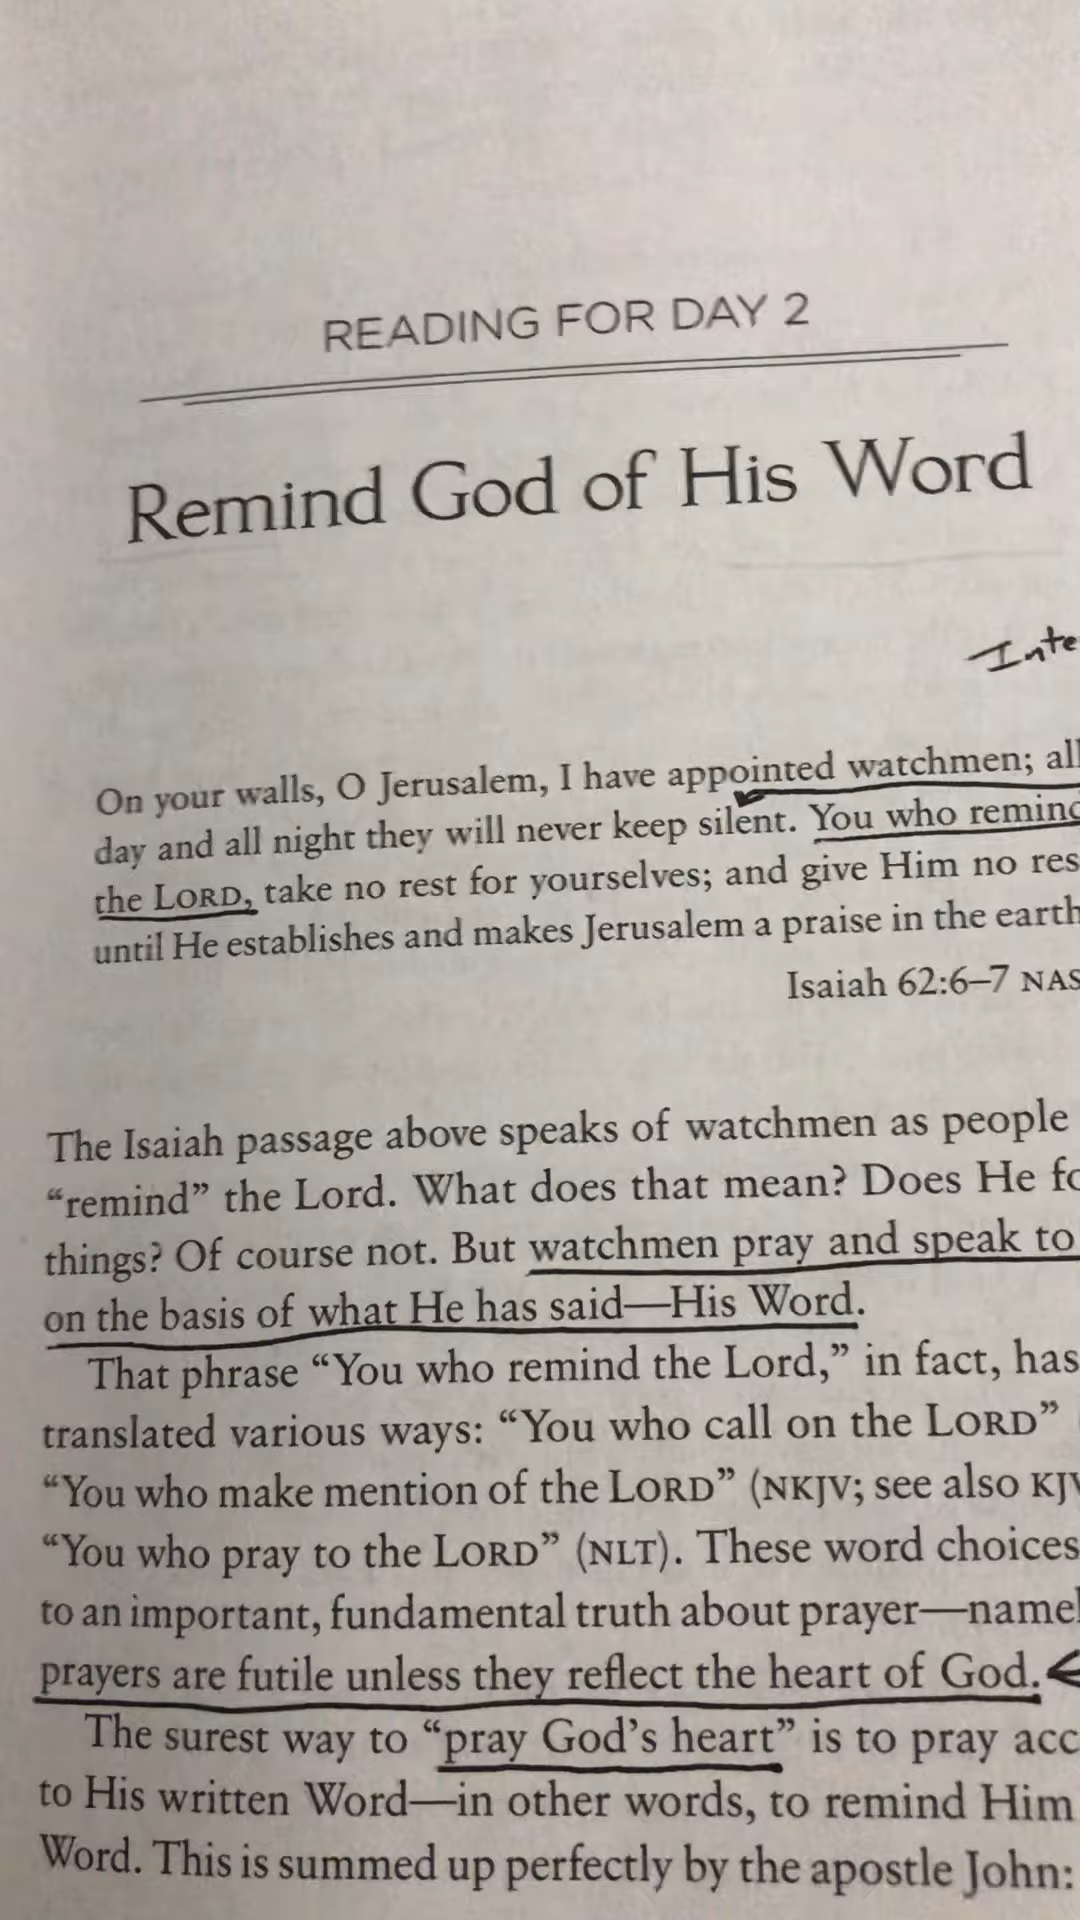 READING FOR DAY 2
Remind God of His Word
On your walls, O Jerusalem, I have appointed watchmen; all
day and all night they will never keep silent. You who remind
the LORD, take no rest for yourselves; and give Him no
until He establishes and makes Jerusalem a praise in the earth
Isaiah 62:6–7
The Isaiah passage above speaks of watchmen as people
“remind” the Lord. What does that mean? Does He
things? Of course not. But watchmen pray and speak to
on the basis of what He has said—His Word.
That phrase “You who remind the Lord,” in fact, has
translated various ways: “You who call on the LORD”
“You who make mention of the LORD” (NKJV; see also
“You who pray to the LORD” (NLT). These word choices
to an important, fundamental truth about prayer—
prayers are futile unless they reflect the heart of God.
The surest way to “pray God’s heart” is to pray
to His written Word—in other words, to remind Him
Word. This is summed up perfectly by the apostle John: